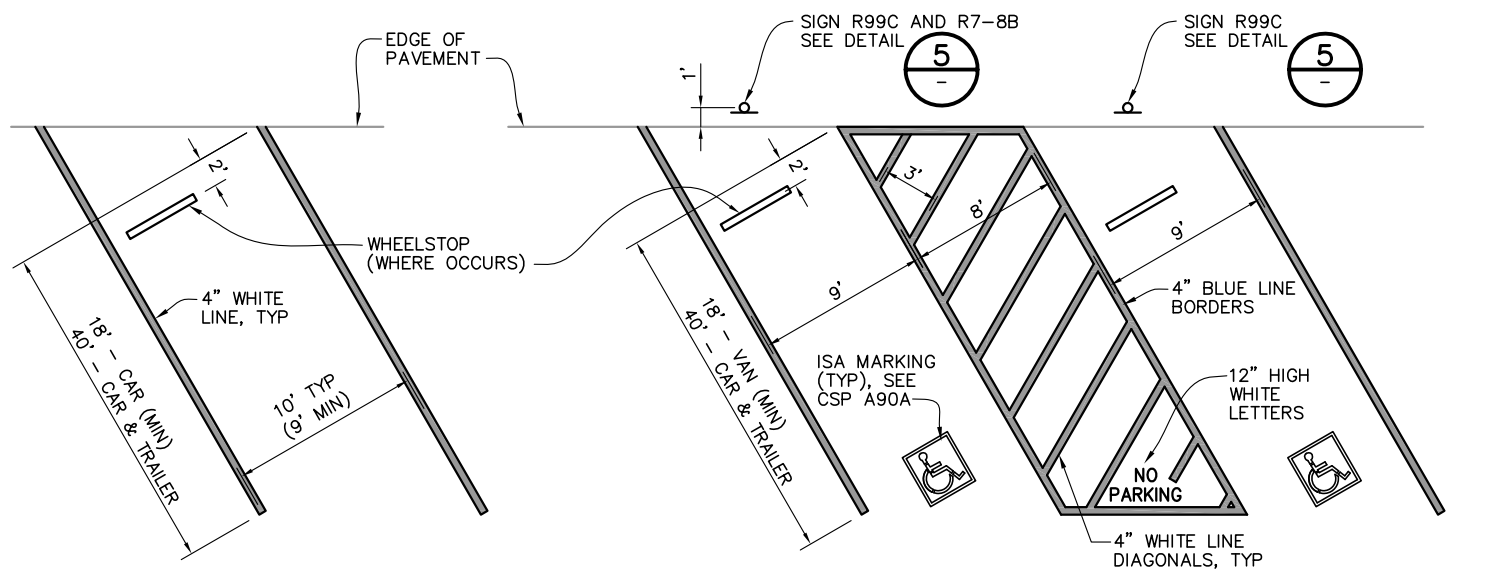 EDGE OF
PAVEMENT
SIGN R99C AND R7-8B
SEE DETAIL
5
-
SIGN R99C
SEE DETAIL
5
-
1'
2'
2'
3'
8'
9'
9'
WHEELSTOP
(WHERE OCCURS)
4" WHITE
LINE, TYP
4" BLUE LINE
BORDERS
18' - CAR (MIN)
40' - CAR & TRAILER
10' TYP
(9' MIN)
18' - VAN (MIN)
40' - CAR & TRAILER
ISA MARKING
(TYP), SEE
CSP A90A
12" HIGH
WHITE
LETTERS
NO
PARKING
4" WHITE LINE
DIAGONALS, TYP